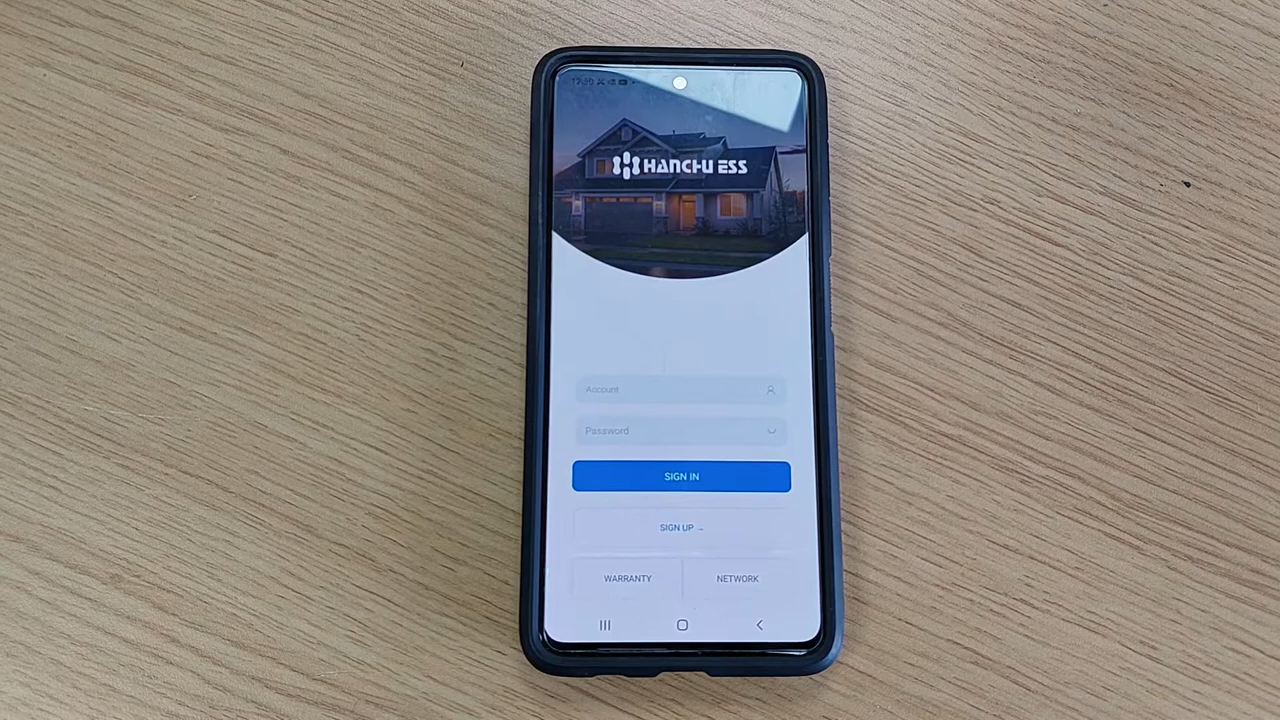 HANCHU ESS
Account
Password
SIGN IN
SIGN UP →
WARRANTY
NETWORK